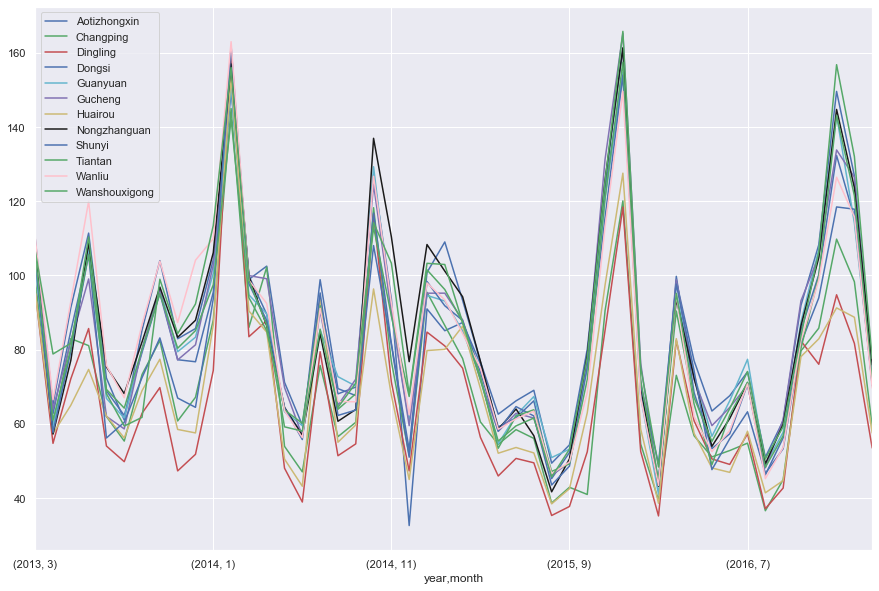 160
140
120
100
80
60
40
Aotizhongxin
Changping
Dingling
Dongsi
Guanyuan
Gucheng
Huairou
Nongzhanguan
Shunyi
Tiantan
Wanliu
Wanshouxigong
(2013, 3)
(2014, 1)
(2014, 11)
(2015, 9)
(2016, 7)
year,month